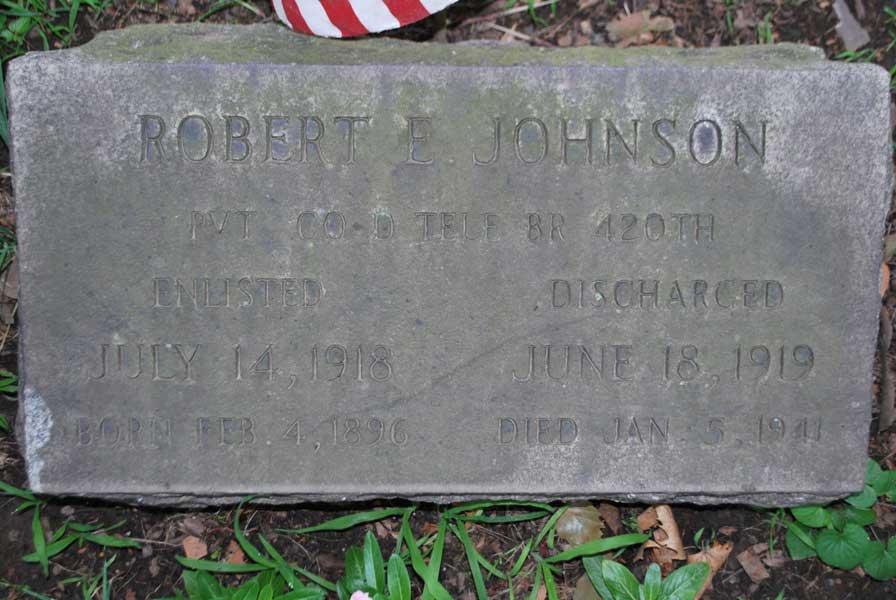 ROBERT E JOHNSON
PVT CO D TELE BR 420TH
ENLISTED DISCHARGED
JULY 14, 1918 JUNE 18, 1919
BORN FEB 4, 1896 DIED JAN 5, 1941